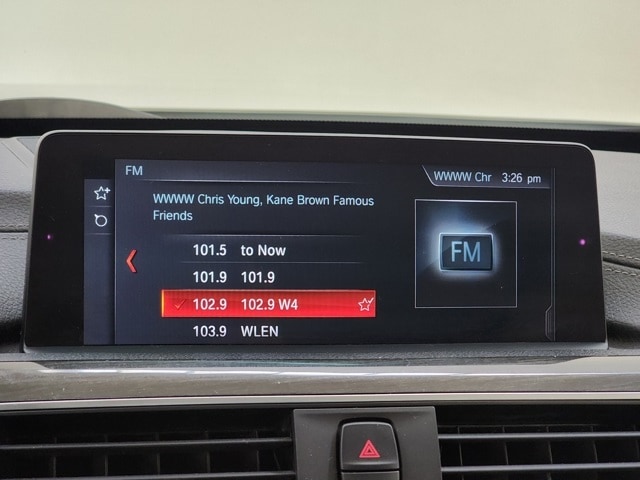 FM
WWWW Chr 3:26 pm
WWWW Chris Young, Kane Brown Famous
Friends
101.5 to Now
101.9 101.9
102.9 102.9 W4
103.9 WLEN
FM